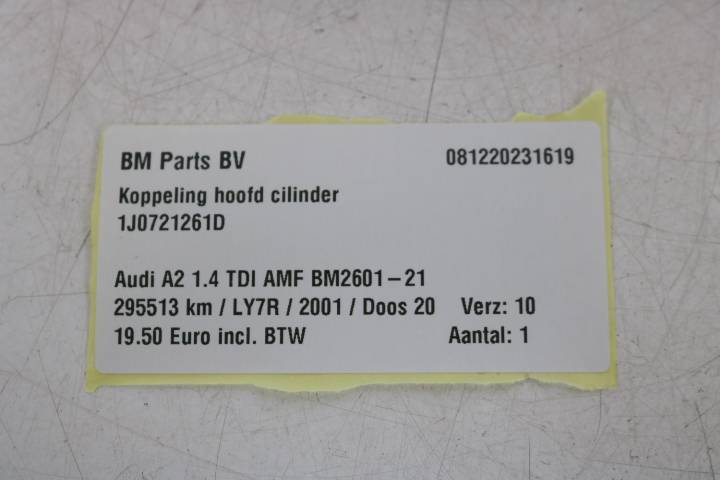 BM Parts BV 081220231619
Koppeling hoofd cilinder
1J0721261D
Audi A2 1.4 TDI AMF BM2601-21
295513 km / LY7R / 2001 / Doos 20 Verz: 10
19.50 Euro incl. BTW Aantal: 1